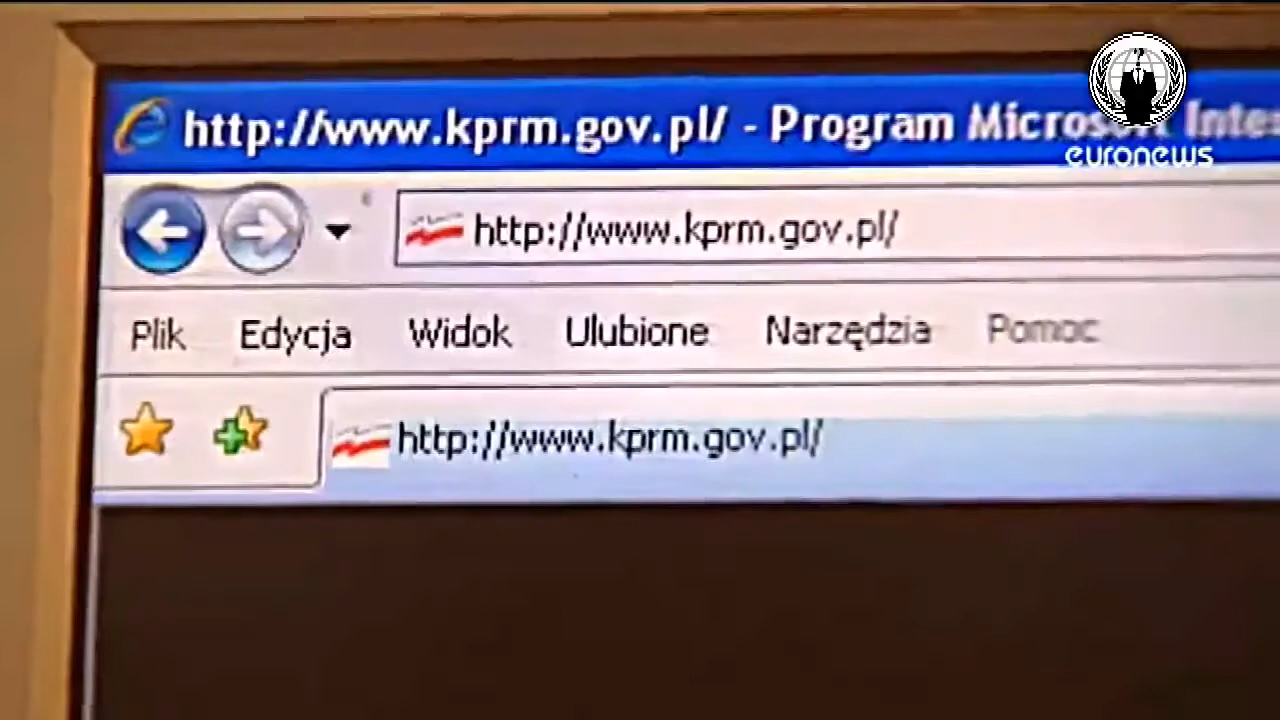 euronews
http://www.kprm.gov.pl/ - Program Microsoft Inte
http://www.kprm.gov.pl/
Plik Edycja Widok Ulubione Narzędzia Pomoc
http://www.kprm.gov.pl/